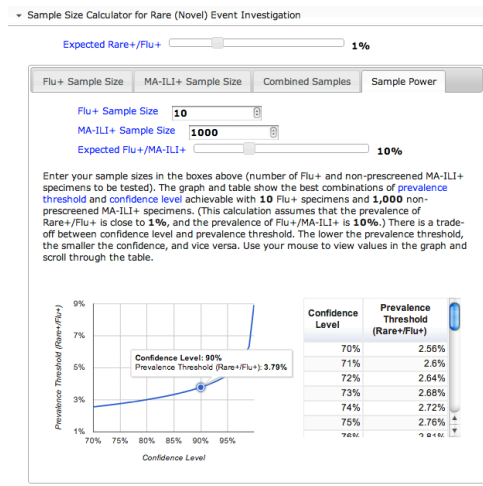 Sample Size Calculator for Rare (Novel) Event Investigation
Expected Rare+/Flu+ 1%
Flu+ Sample Size MA-ILI+ Sample Size Combined Samples Sample Power
Flu+ Sample Size 10
MA-ILI+ Sample Size 1000
Expected Flu+/MA-ILI+ 10%
Enter your sample sizes in the boxes above (number of Flu+ and non-prescreened MA-ILI+
specimens to be tested). The graph and table show the best combinations of prevalence
threshold and confidence level achievable with 10 Flu+ specimens and 1,000 non-
prescreened MA-ILI+ specimens. (This calculation assumes that the prevalence of
Rare+/Flu+ is close to 1%, and the prevalence of Flu+/MA-ILI+ is 10%.) There is a trade-
off between confidence level and prevalence threshold. The lower the prevalence threshold,
the smaller the confidence, and vice versa. Use your mouse to view values in the graph and
scroll through the table.
Prevalence Threshold (Rare+/Flu+)
9%
7%
5%
3%
1%
Confidence Level: 90%
Prevalence Threshold (Rare+/Flu+): 3.79%
70% 75% 80% 85% 90% 95%
Confidence Level
Confidence
Level
Prevalence
Threshold
(Rare+/Flu+)
70% 2.56%
71% 2.6%
72% 2.64%
73% 2.68%
74% 2.72%
75% 2.76%
76% 2.81%